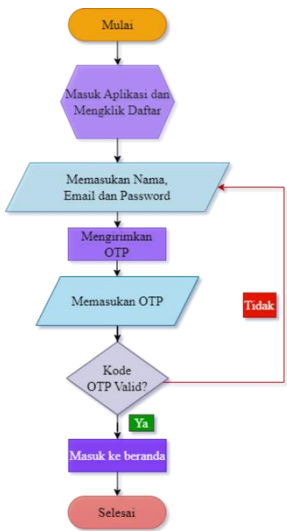 Mulai
Masuk Aplikasi dan
Mengklik Daftar
Memasukan Nama,
Email dan Password
Mengirimkan
OTP
Memasukan OTP
Tidak
Kode
OTP Valid?
Ya
Masuk ke beranda
Selesai